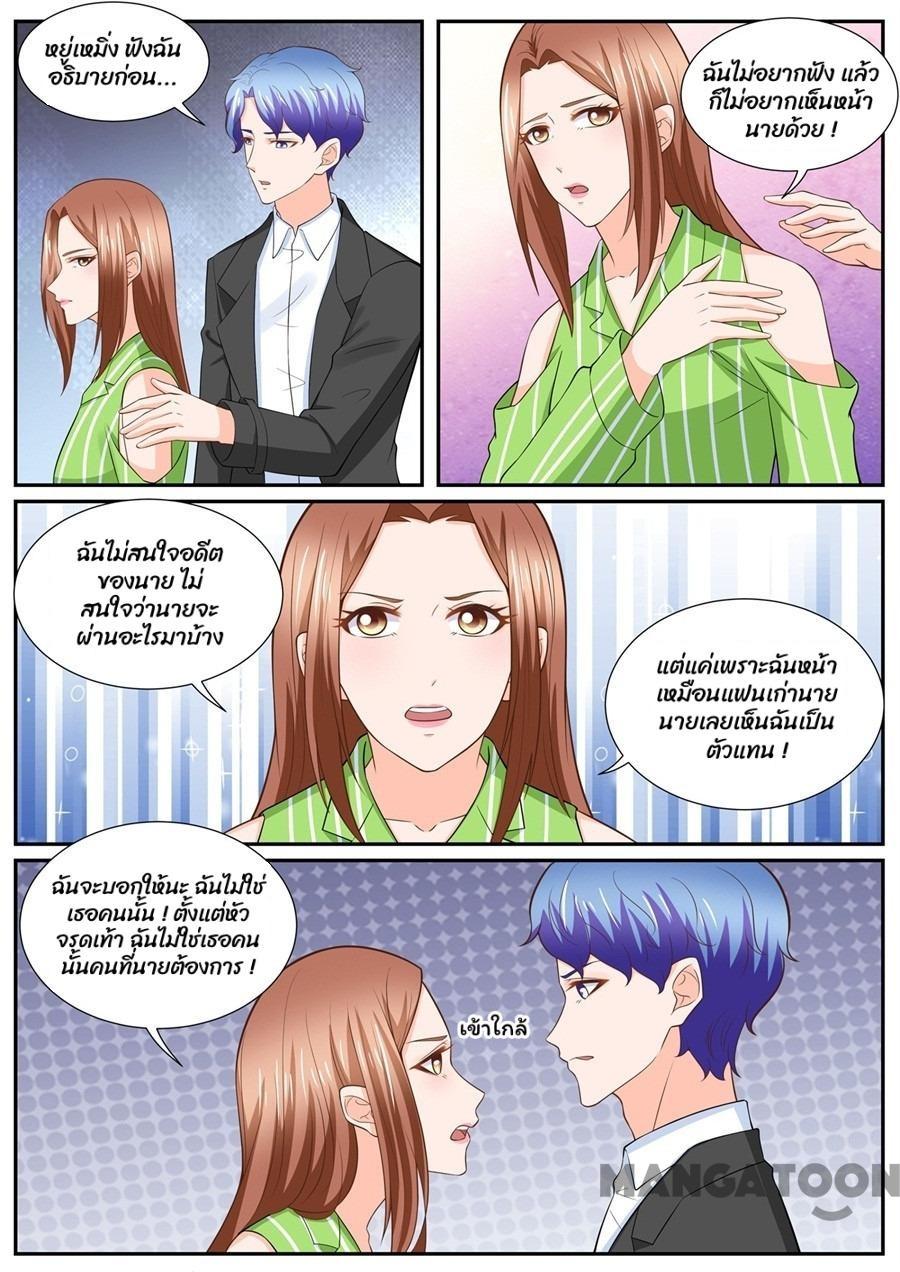 หยู่เหมิ่ง ฟังฉัน
อธิบายก่อน...
ฉันไม่อยากฟัง แล้ว
ก็ไม่อยากเห็นหน้า
นายด้วย !
ฉันไม่สนใจอดีต
ของนาย ไม่
สนใจว่านายจะ
ผ่านอะไรมาบ้าง
แต่แค่เพราะฉันหน้า
เหมือนแฟนเก่านาย
นายเลยเห็นฉันเป็น
ตัวแทน !
ฉันจะบอกให้นะ ฉันไม่ใช่
เธอคนนั้น ! ตั้งแต่หัว
จรดเท้า ฉันไม่ใช่เธอคน
นั้นคนที่นายต้องการ !
เข้าใกล้
MANGATOON